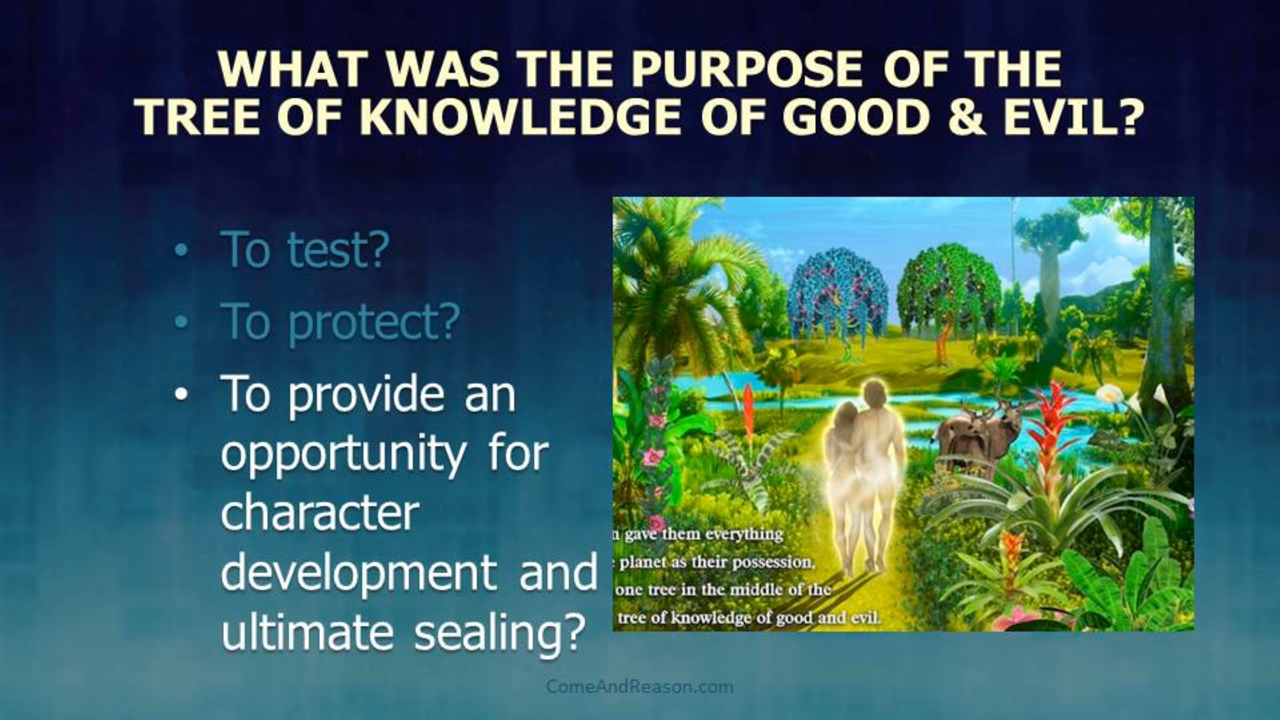 WHAT WAS THE PURPOSE OF THE
TREE OF KNOWLEDGE OF GOOD & EVIL?
• To test?
• To protect?
• To provide an
opportunity for
character
development and
ultimate sealing?
gave them everything
planet as their possession,
one tree in the middle of the
tree of knowledge of good and evil.
ComeAndReason.com